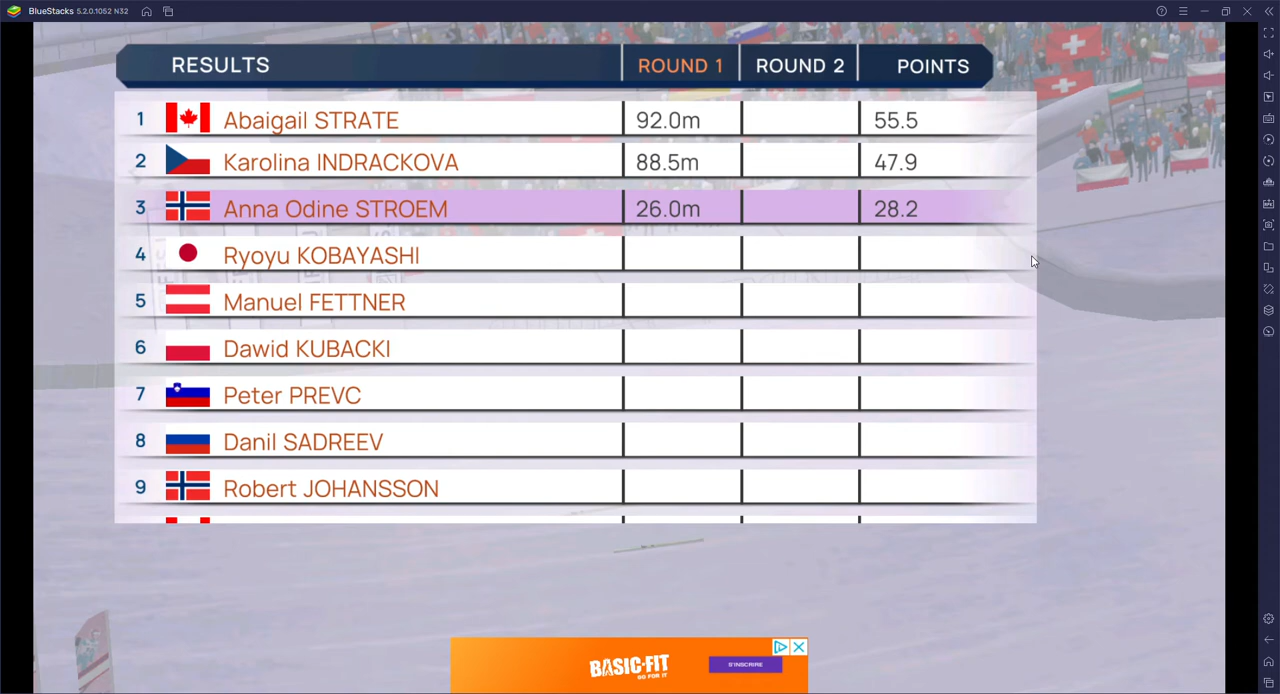 BlueStacks 5.2.0.1052 N32
RESULTS ROUND 1 ROUND 2 POINTS
1 Abaigail STRATE 92.0m 55.5
2 Karolina INDRACKOVA 88.5m 47.9
3 Anna Odine STROEM 26.0m 28.2
4 Ryoyu KOBAYASHI
5 Manuel FETTNER
6 Dawid KUBACKI
7 Peter PREVC
8 Danil SADREEV
9 Robert JOHANSSON
BASIC-FIT S'INSCRIRE
GO FOR IT